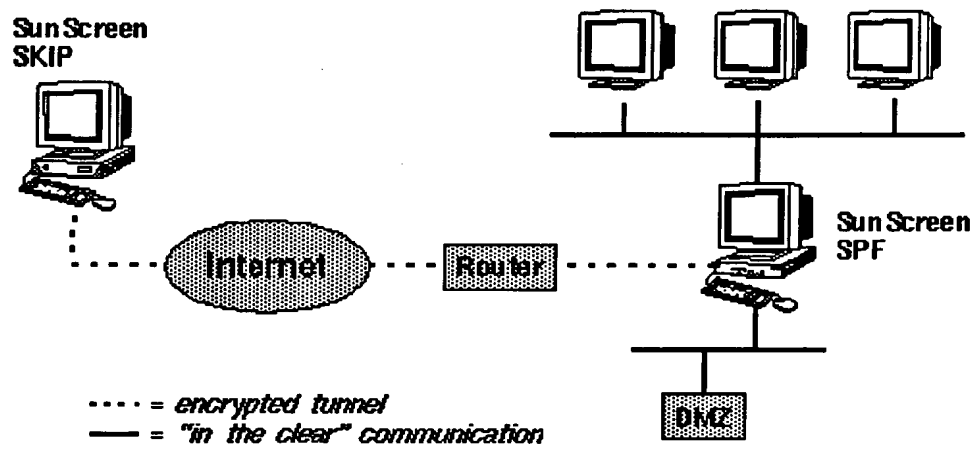 Sun Screen
SKIP
Internet
Router
Sun Screen
SPF
DMZ
---- = encrypted tunnel
—— = "in the clear" communication